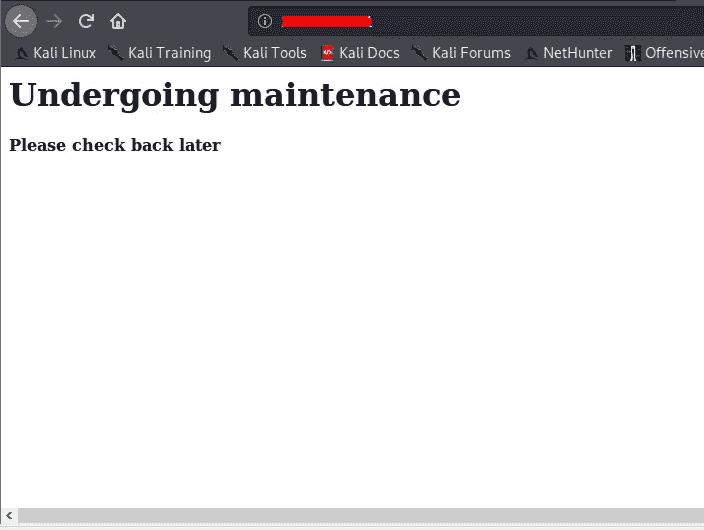 Kali Linux Kali Training Kali Tools Kali Docs Kali Forums NetHunter Offensive
Undergoing maintenance
Please check back later